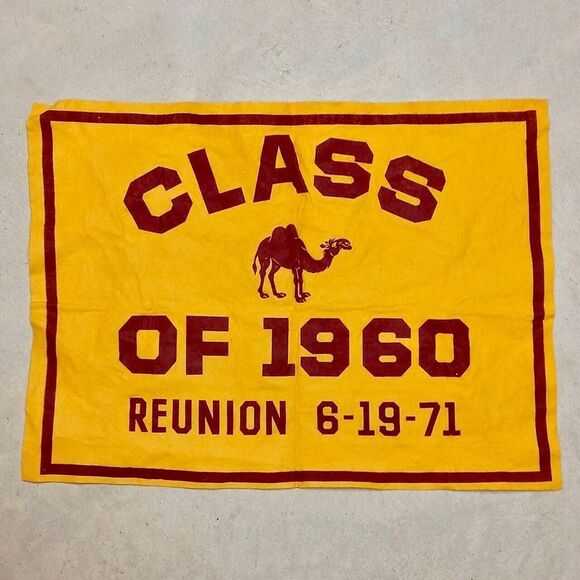 CLASS
OF 1960
REUNION 6-19-71